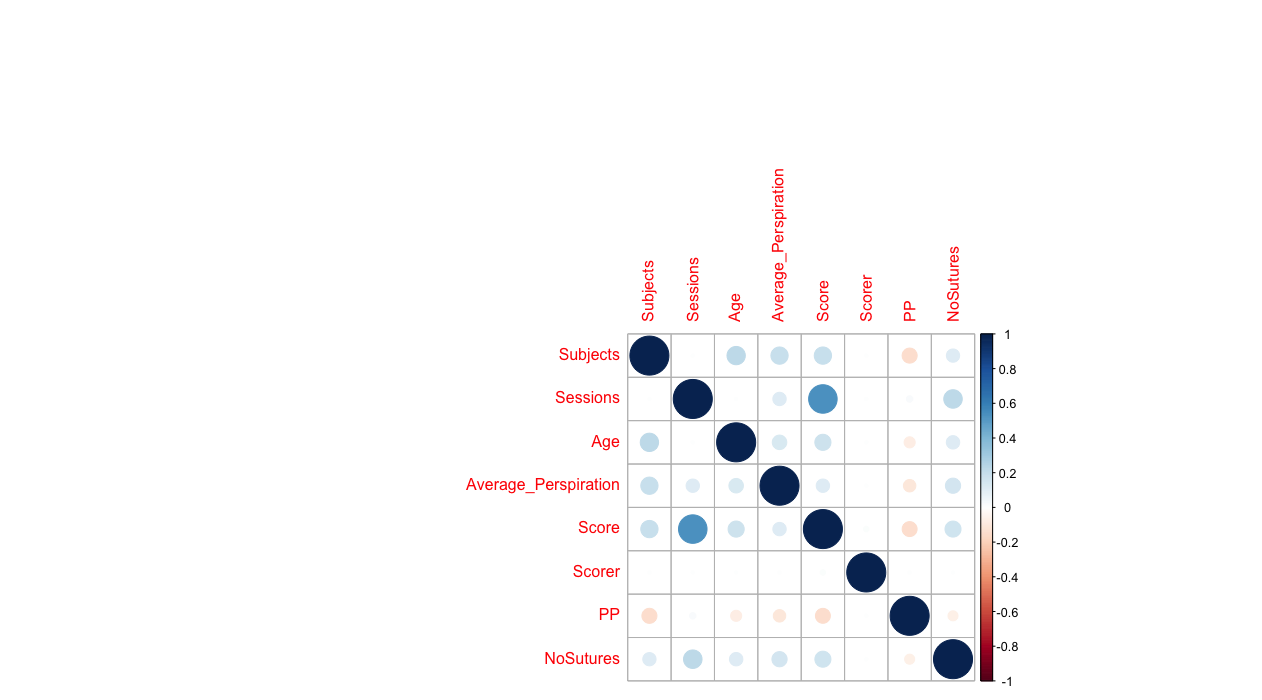 Subjects
Sessions
Age
Average_Perspiration
Score
Scorer
PP
NoSutures
Subjects
Sessions
Age
Average_Perspiration
Score
Scorer
PP
NoSutures
1
0.8
0.6
0.4
0.2
0
-0.2
-0.4
-0.6
-0.8
-1